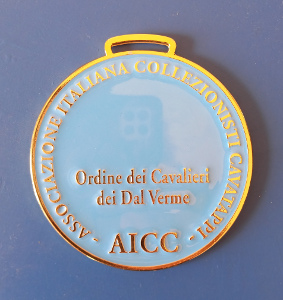 - ASSOCIAZIONE ITALIANA COLLEZIONISTI CAVATAPPI -
Ordine dei Cavalieri
dei Dal Verme
AICC